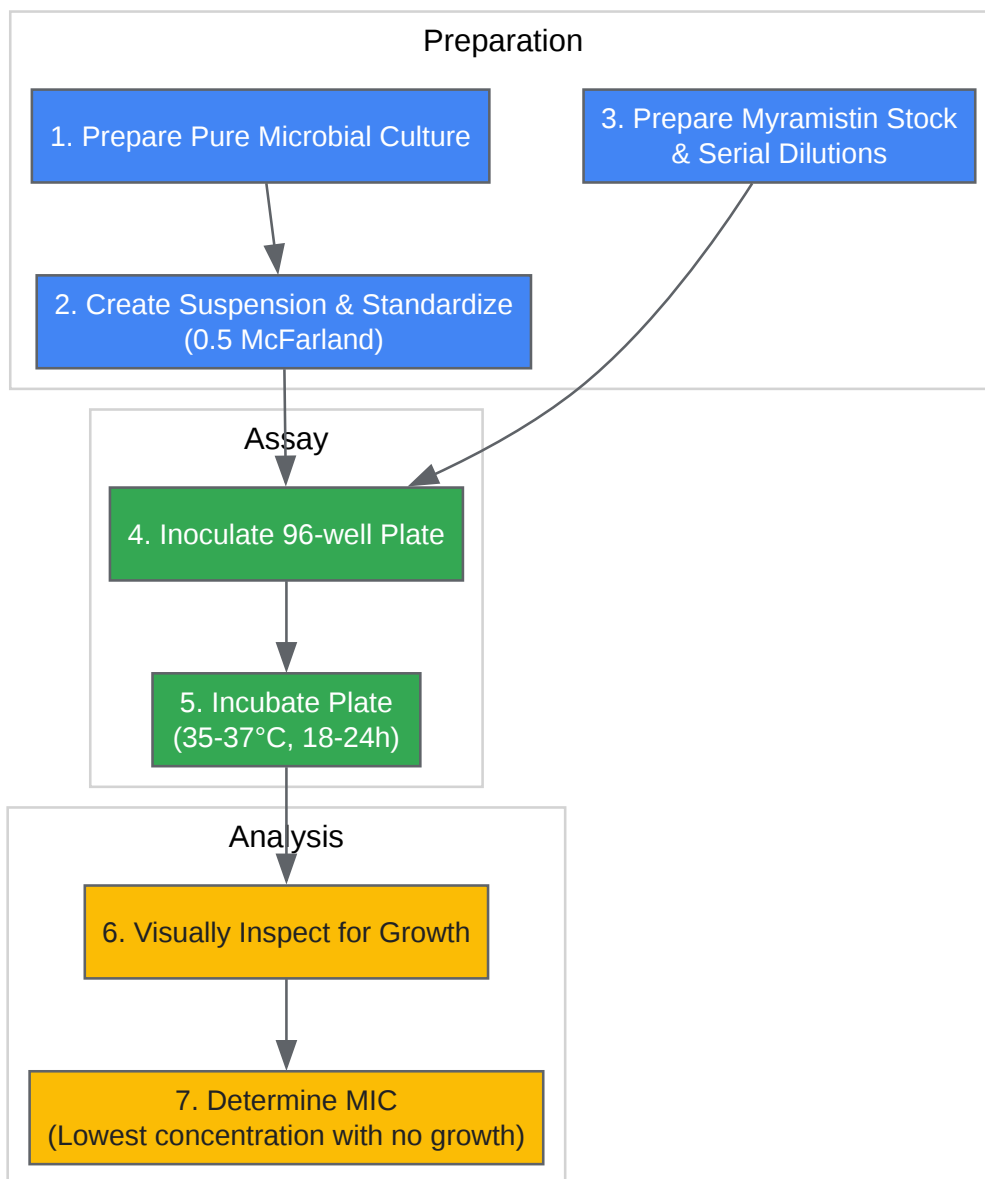 Preparation
1. Prepare Pure Microbial Culture
3. Prepare Myramistin Stock
& Serial Dilutions
2. Create Suspension & Standardize
(0.5 McFarland)
Assay
4. Inoculate 96-well Plate
5. Incubate Plate
(35-37°C, 18-24h)
Analysis
6. Visually Inspect for Growth
7. Determine MIC
(Lowest concentration with no growth)